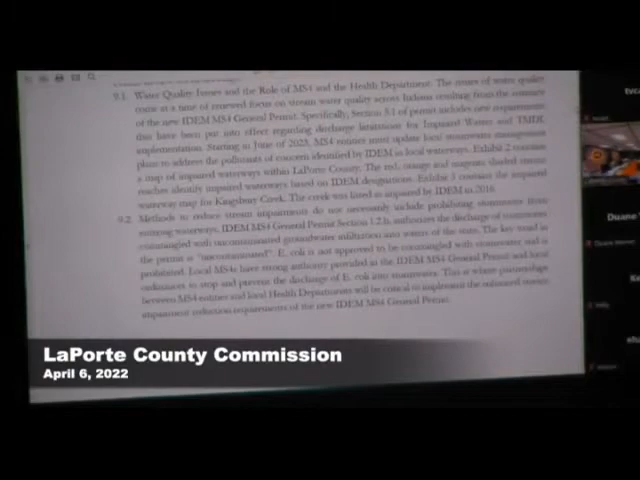 9.1. Water Quality Issues and the Role of MS4 and the Health Department. The issues of water quality
come at a time of renewed focus on stream water quality across Indiana resulting from the issuance
of the new IDEM MS4 General Permit. Specifically, Section 3.1 of permit includes new requirements
that have been put into effect regarding discharge limitations for Impaired Waters and TMDL
implementation. Starting in June of 2023, MS4 entities must update local stormwater management
plans to address the pollutants of concern identified by IDEM in local waterways. Exhibit 2 contains
a map of impaired waterways within LaPorte County. The red, orange and magenta shaded stream
reaches identify impaired waterways based on IDEM designations. Exhibit 3 contains the impaired
waterway map for Kingsbury Creek. The creek was listed as impaired by IDEM in 2016.
9.2. Methods to reduce stream impairments do not necessarily include prohibiting stormwater from
entering waterways. IDEM MS4 General Permit Section 1.2.b. authorizes the discharge of stormwater
commingled with uncontaminated groundwater infiltration into waters of the state. The key word in
the permit is "uncontaminated". E. coli is not approved to be commingled with stormwater and is
prohibited. Local MS4s have strong authority provided in the IDEM MS4 General Permit and local
ordinances to stop and prevent the discharge of E. coli into stormwater. This is where partnerships
between MS4 entities and local Health Departments will be critical to implement the enhanced stream
impairment reduction requirements of the new IDEM MS4 General Permit.
Duane
LaPorte County Commission
April 6, 2022